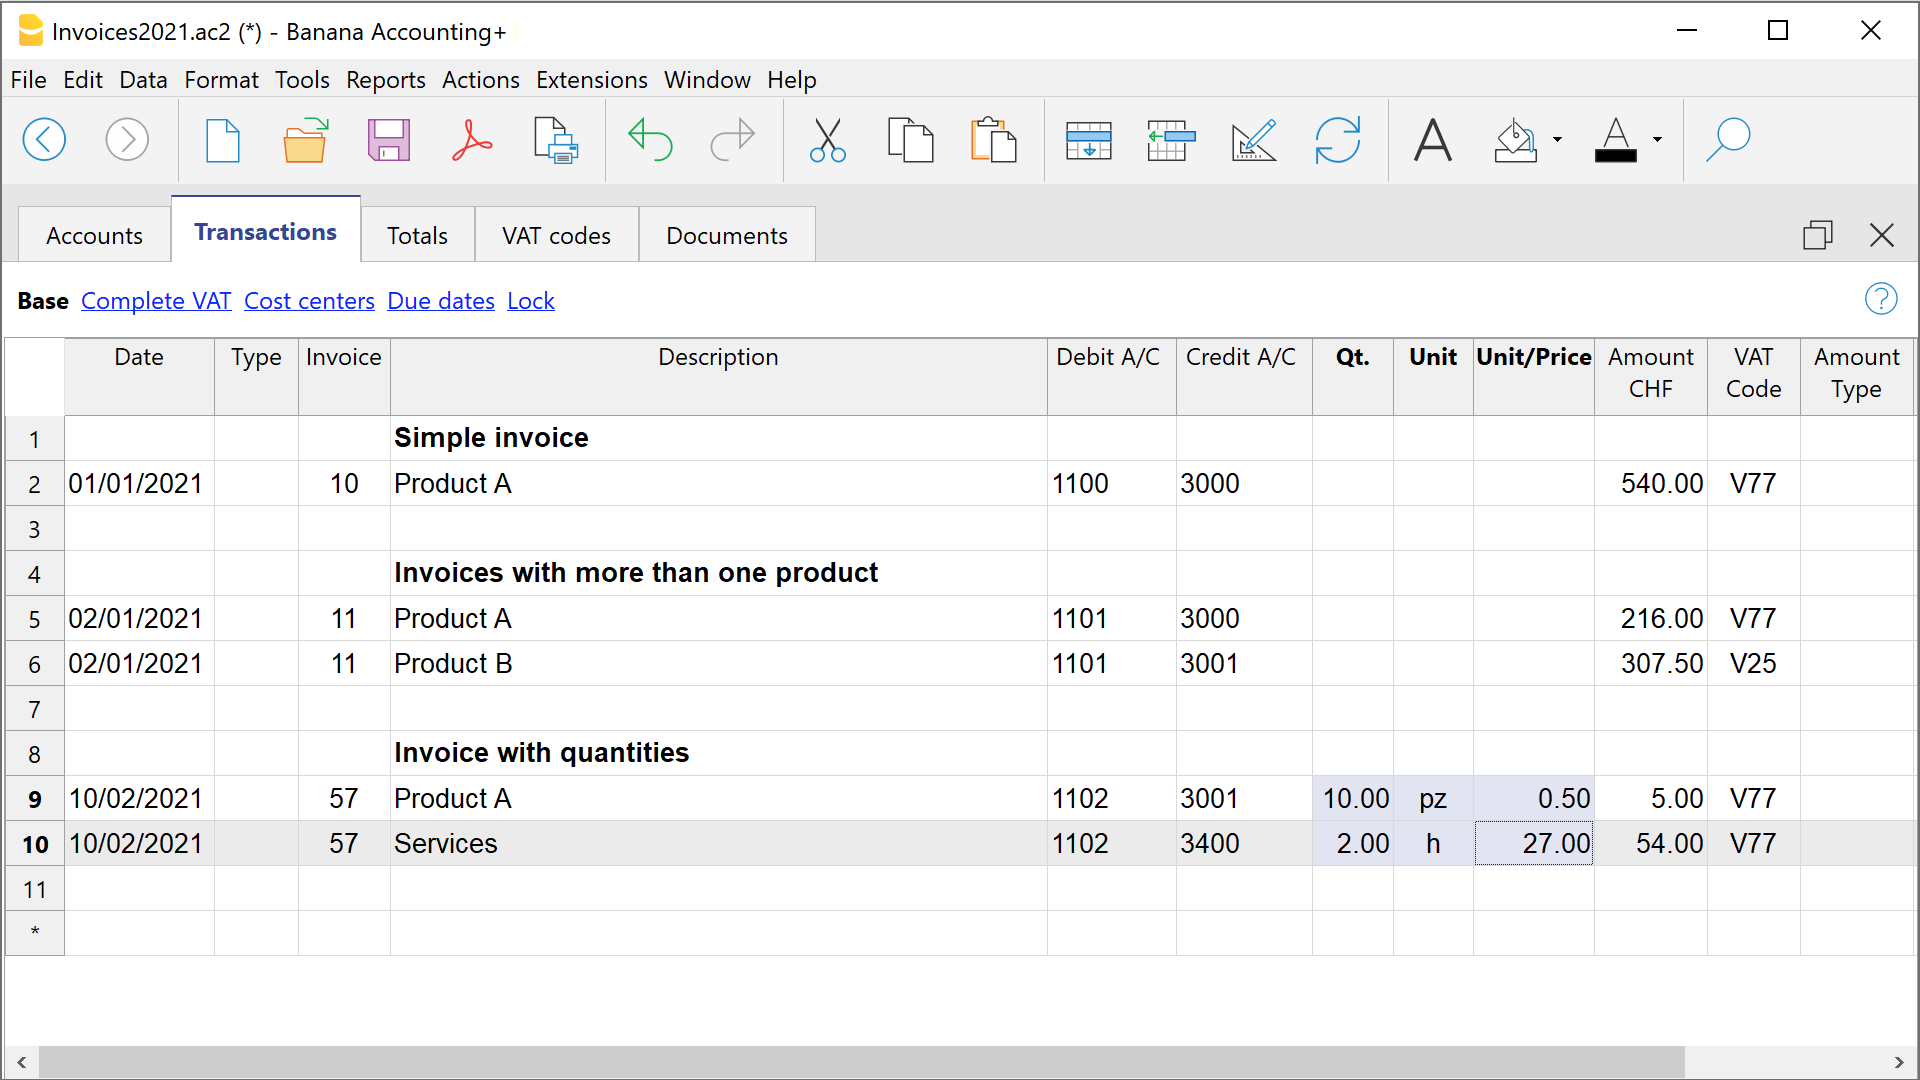 Invoices2021.ac2 (*) - Banana Accounting+
File Edit Data Format Tools Reports Actions Extensions Window Help
Accounts Transactions Totals VAT codes Documents
Base Complete VAT Cost centers Due dates Lock
Date Type Invoice Description Debit A/C Credit A/C Qt. Unit Unit/Price Amount CHF VAT Code Amount Type
1 Simple invoice
2 01/01/2021 10 Product A 1100 3000 540.00 V77
3
4 Invoices with more than one product
5 02/01/2021 11 Product A 1101 3000 216.00 V77
6 02/01/2021 11 Product B 1101 3001 307.50 V25
7
8 Invoice with quantities
9 10/02/2021 57 Product A 1102 3001 10.00 pz 0.50 5.00 V77
10 10/02/2021 57 Services 1102 3400 2.00 h 27.00 54.00 V77
11
*